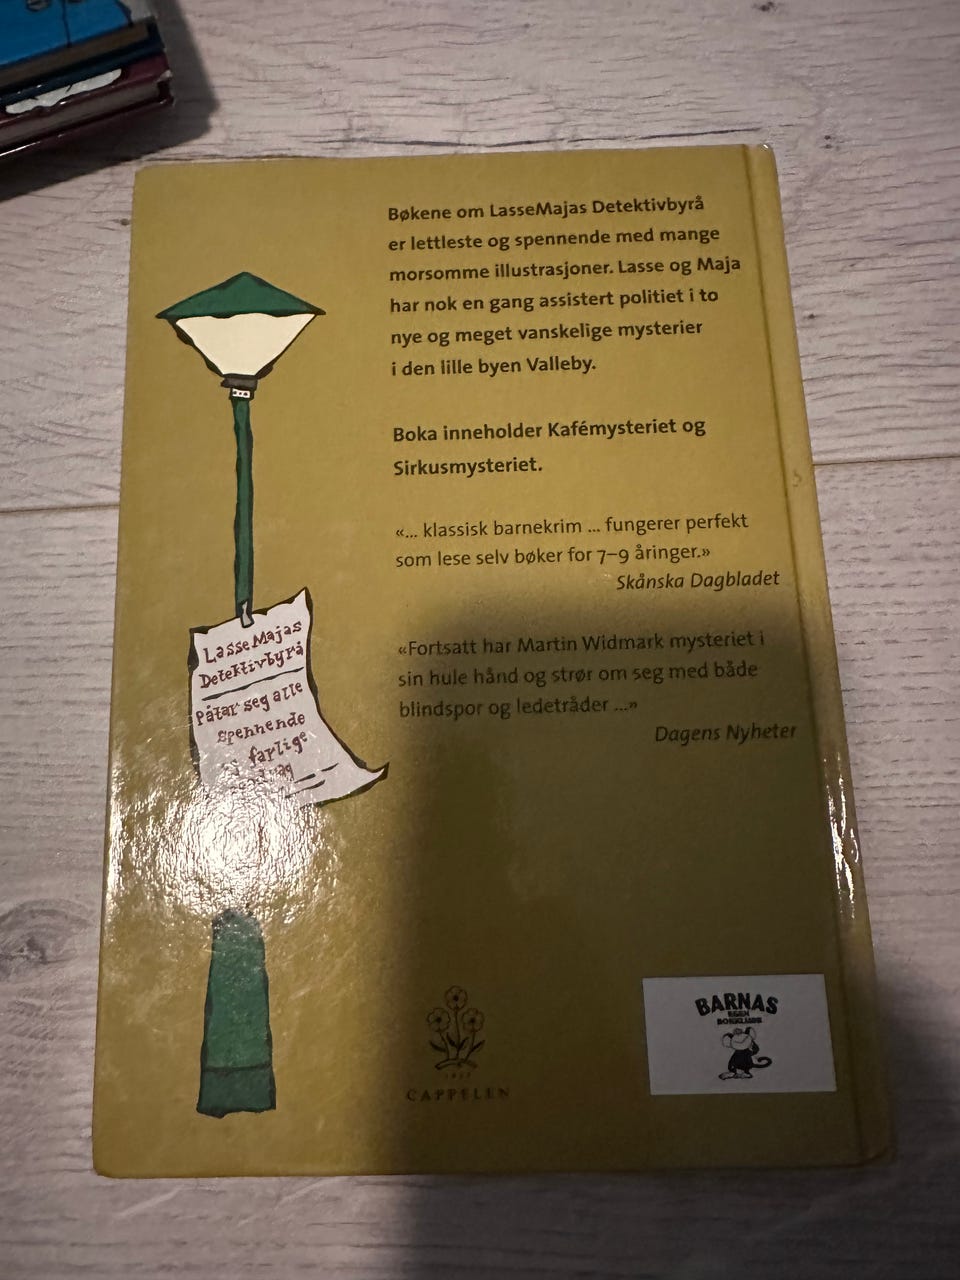 Bøkene om LasseMajas Detektivbyrå
er lettleste og spennende med mange
morsomme illustrasjoner. Lasse og Maja
har nok en gang assistert politiet i to
nye og meget vanskelige mysterier
i den lille byen Valleby.
Boka inneholder Kafémysteriet og
Sirkusmysteriet.
«... klassisk barnekrim ... fungerer perfekt
som lese selv bøker for 7–9 åringer.»
Skånska Dagbladet
«Fortsatt har Martin Widmark mysteriet i
sin hule hånd og strør om seg med både
blindspor og ledetråder ...»
Dagens Nyheter
LasseMajas
Detektivbyrå
Påtar seg alle
spennende
farlige
CAPPELEN
BARNAS
EGEN
BOKKLUBB